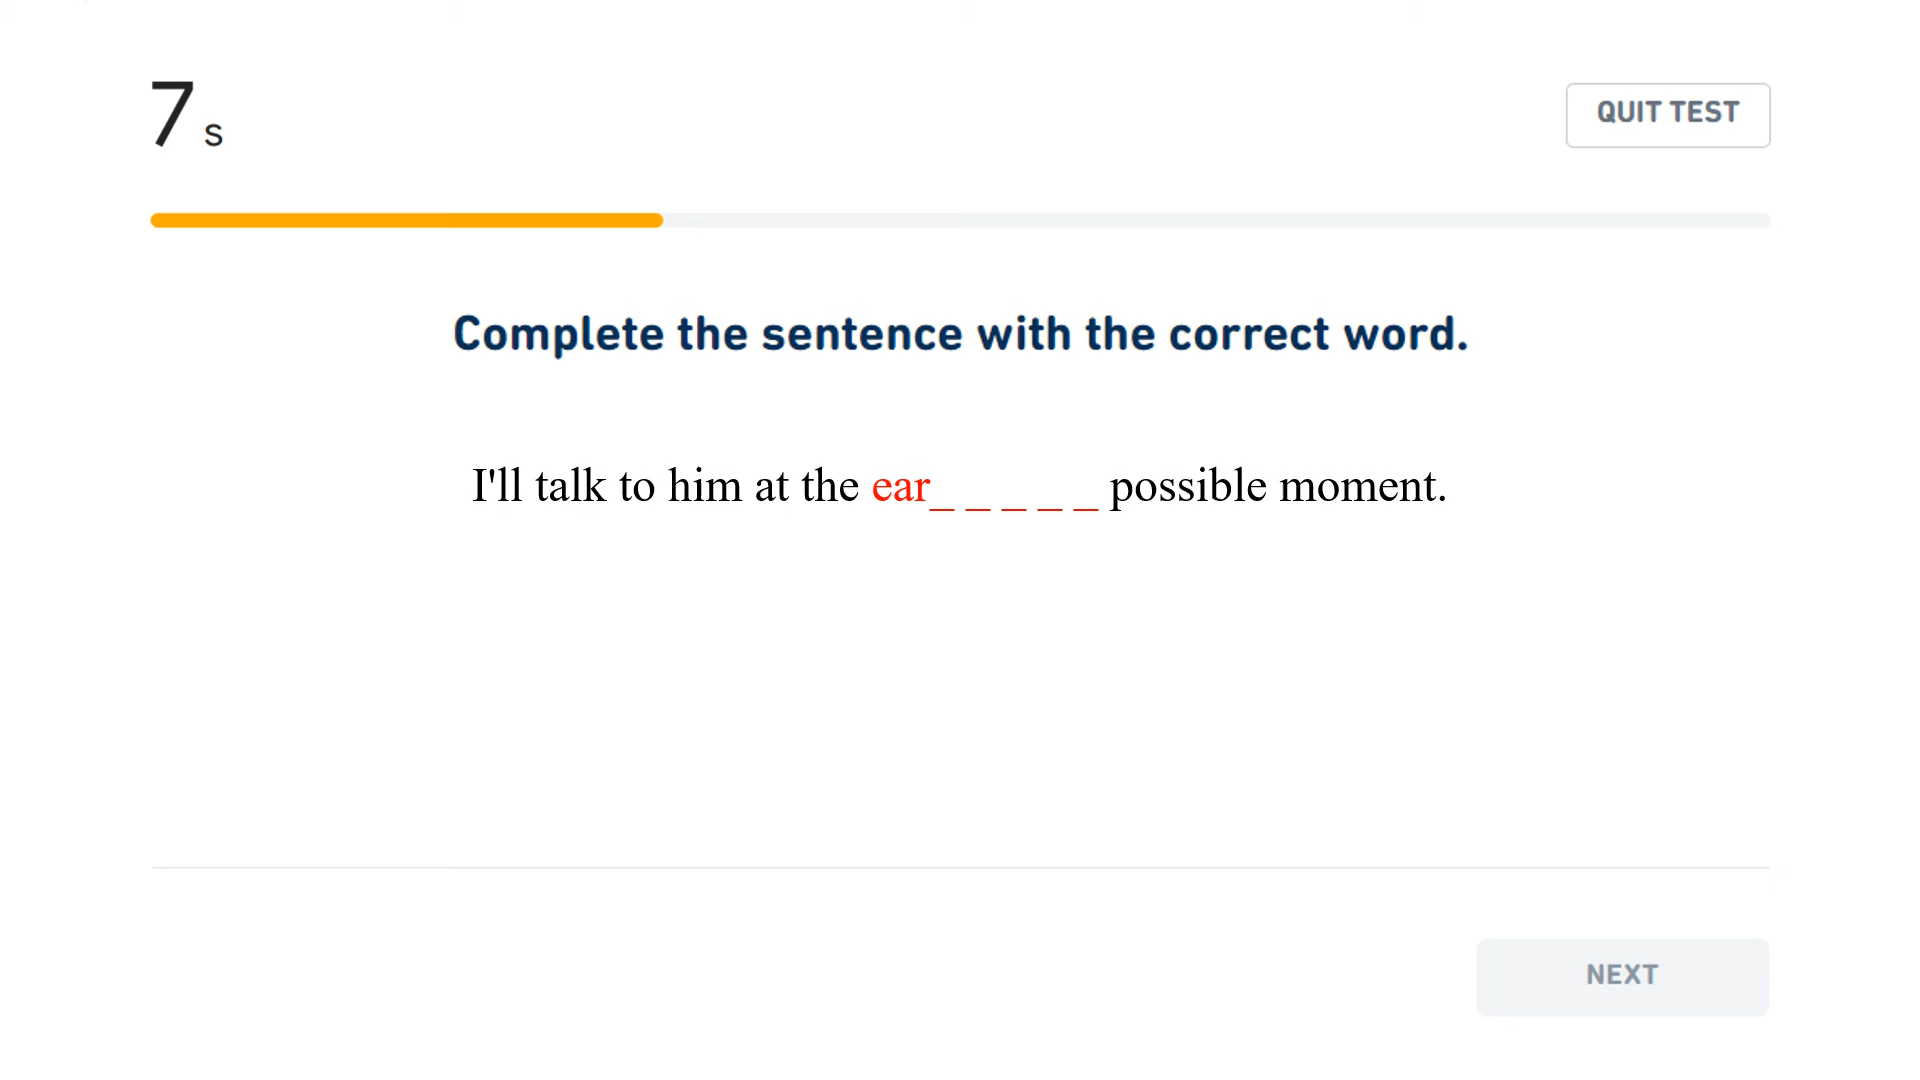 7 s
QUIT TEST
Complete the sentence with the correct word.
I'll talk to him at the ear_ _ _ _ _ possible moment.
NEXT